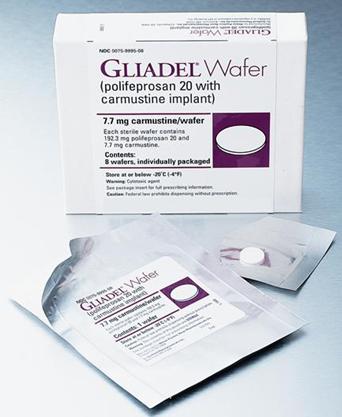 NDC 0075-9995-08
GLIADEL® Wafer
(polifeprosan 20 with
carmustine implant)
7.7 mg carmustine/wafer
Each sterile wafer contains
192.3 mg polifeprosan 20 and
7.7 mg carmustine.
Contents:
8 wafers, individually packaged
Store at or below -20°C (-4°F)
Warning: Cytotoxic agent
See package insert for full prescribing information.
Caution: Federal law prohibits dispensing without prescription.
GLIADEL® Wafer
(polifeprosan 20 with
carmustine implant)
7.7 mg carmustine/wafer
Contents: 1 wafer